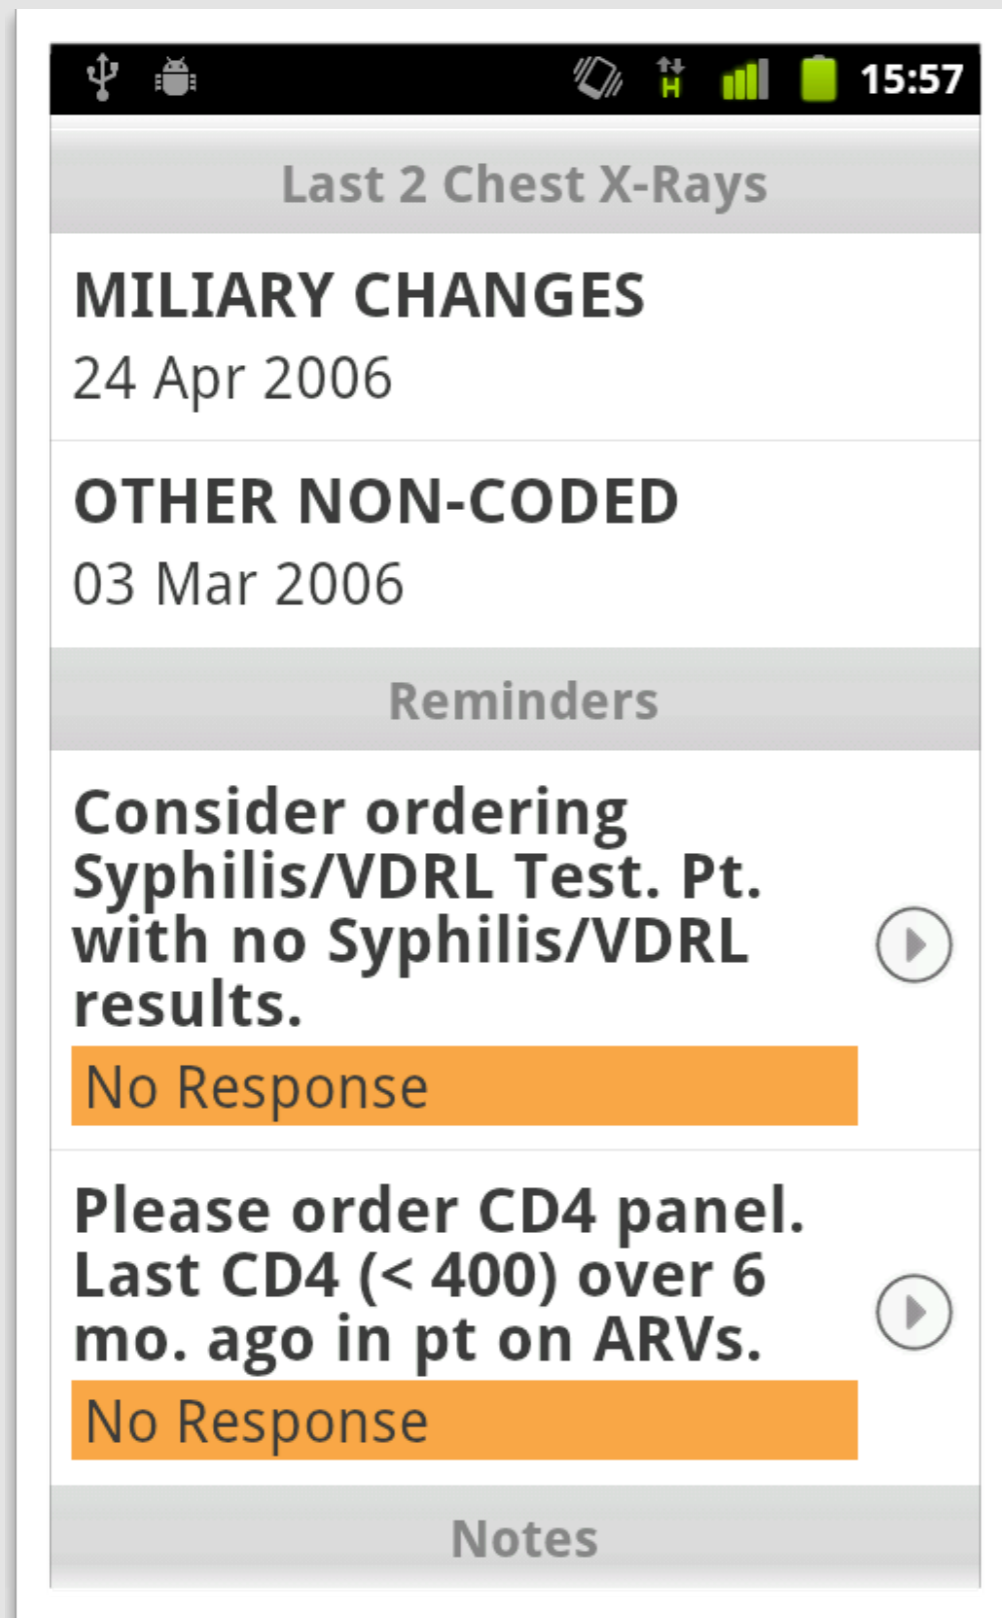 15:57
Last 2 Chest X-Rays
MILIARY CHANGES
24 Apr 2006
OTHER NON-CODED
03 Mar 2006
Reminders
Consider ordering
Syphilis/VDRL Test. Pt.
with no Syphilis/VDRL
results.
No Response
Please order CD4 panel.
Last CD4 (< 400) over 6
mo. ago in pt on ARVs.
No Response
Notes